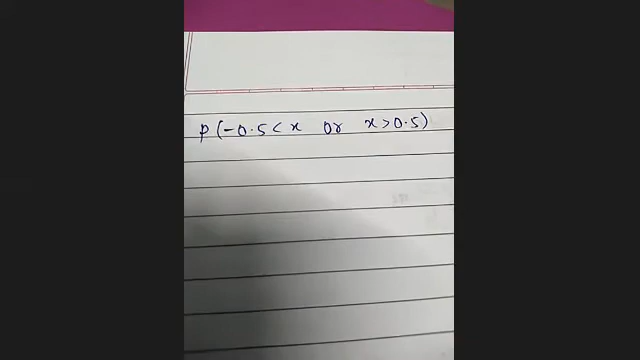 P(-0.5 < x or x > 0.5)